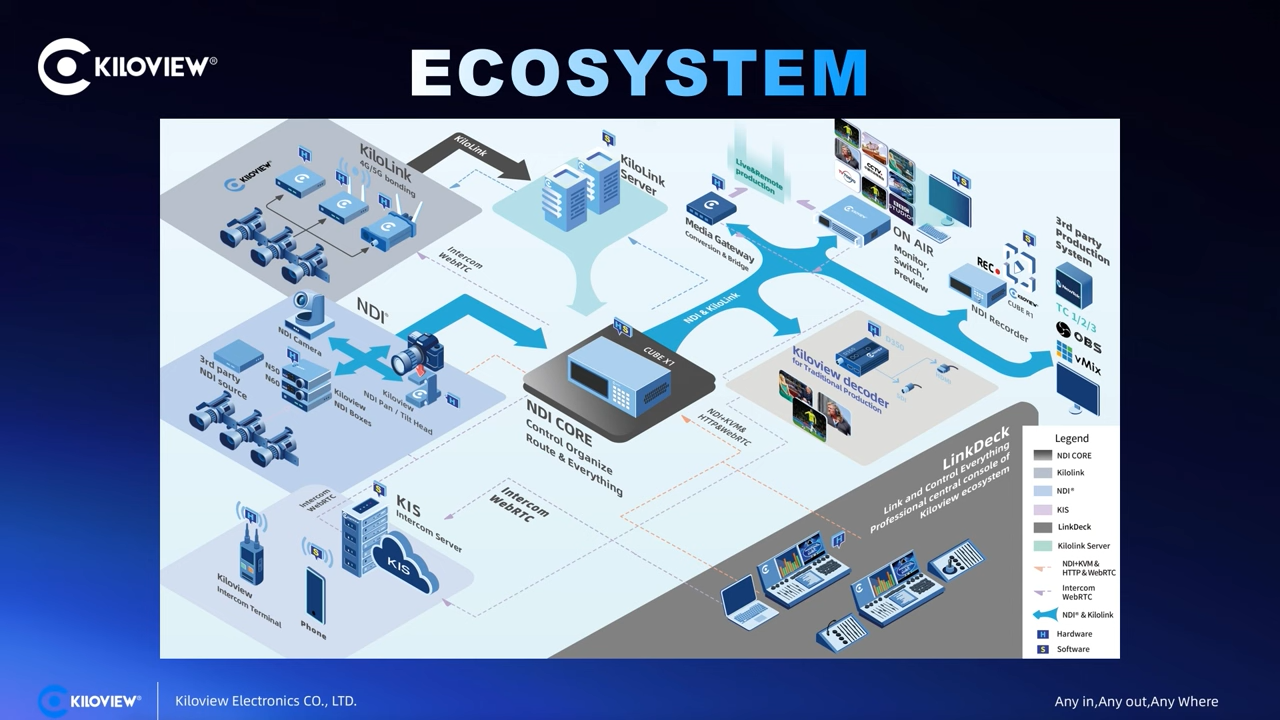 KILOVIEW®
ECOSYSTEM
KILOVIEW
KiloLink
4G/5G bonding
KiloLink
KiloLink
Server
Live&Remote
production
Media Gateway
Conversion & Bridge
ON AIR
Monitor,
Switch,
Preview
3rd party
Production
System
REC
KILOVIEW
CUBE R1
NDI Recorder
TC 1/2/3
OBS
vMix
Intercom
WebRTC
NDI®
NDI Camera
3rd party
NDI source
N50
N60
Kiloview
NDI Boxes
Kiloview
NDI Pan / Tilt Head
NDI & KiloLink
CUBE X1
NDI CORE
Control Organize
Route & Everything
Kiloview decoder
for Traditional Production
D350
NDI+KVM&
HTTP&WebRTC
LinkDeck
Link and Control Everything
Professional central console of
Kiloview ecosystem
Intercom
WebRTC
Intercom
WebRTC
KIS
Intercom Server
KIS
Kiloview
Intercom Terminal
Phone
Legend
NDI CORE
Kilolink
NDI®
KIS
LinkDeck
Kilolink Server
NDI+KVM &
HTTP & WebRTC
Intercom
WebRTC
NDI® & Kilolink
H Hardware
S Software
KILOVIEW®
Kiloview Electronics CO., LTD.
Any in,Any out,Any Where